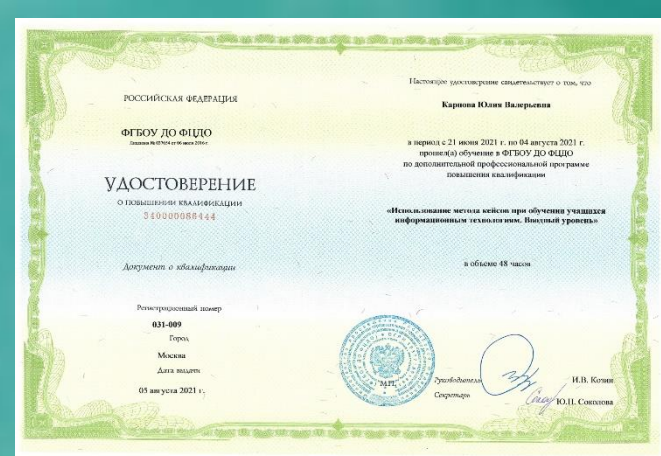 РОССИЙСКАЯ ФЕДЕРАЦИЯ
ФГБОУ ДО ФЦДО
УДОСТОВЕРЕНИЕ
О ПОВЫШЕНИИ КВАЛИФИКАЦИИ
340000086444
Документ о квалификации
Регистрационный номер
031-009
Город
Москва
Дата выдачи
05 августа 2021 г.
Настоящее удостоверение свидетельствует о том, что
Карпова Юлия Валерьевна
в период с 21 июня 2021 г. по 04 августа 2021 г.
прошел(а) обучение в ФГБОУ ДО ФЦДО
по дополнительной профессиональной программе
повышения квалификации
«Использование метода кейсов при обучении учащихся
информационным технологиям. Вводный уровень»
в объеме 48 часов
М.П.
Руководитель
И.В. Козин
Секретарь
Ю.П. Соколова